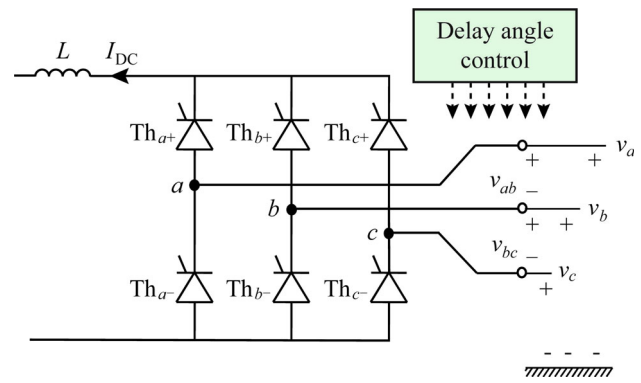 Delay angle
control
L I_DC
Th_a+ Th_b+ Th_c+
v_a
+ +
a
v_ab −
b
v_b
+ +
c
v_bc −
v_c
+
Th_a− Th_b− Th_c−
- - -